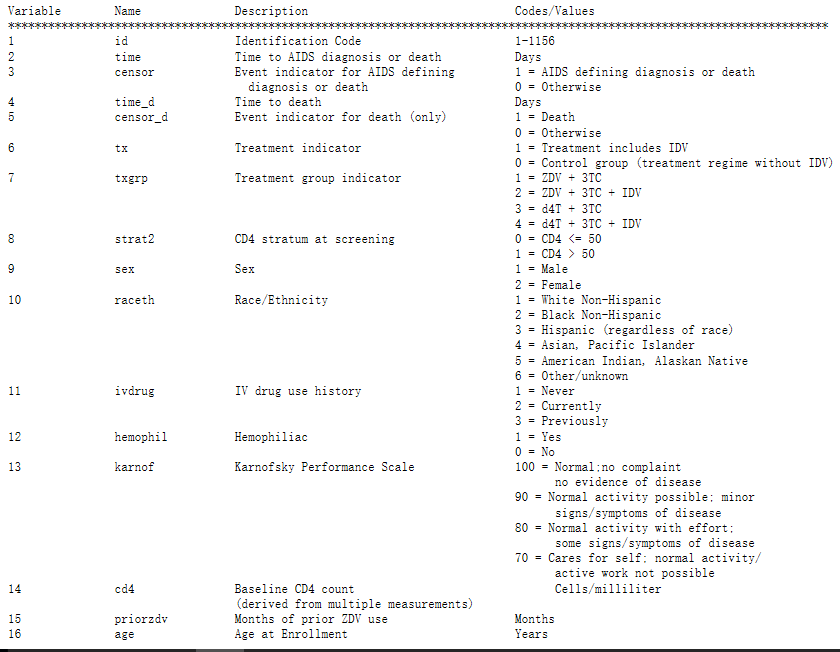 Variable Name Description Codes/Values
******************************************************************************************************************************
1 id Identification Code 1-1156
2 time Time to AIDS diagnosis or death Days
3 censor Event indicator for AIDS defining 1 = AIDS defining diagnosis or death
diagnosis or death 0 = Otherwise
4 time_d Time to death Days
5 censor_d Event indicator for death (only) 1 = Death
0 = Otherwise
6 tx Treatment indicator 1 = Treatment includes IDV
0 = Control group (treatment regime without IDV)
7 txgrp Treatment group indicator 1 = ZDV + 3TC
2 = ZDV + 3TC + IDV
3 = d4T + 3TC
4 = d4T + 3TC + IDV
8 strat2 CD4 stratum at screening 0 = CD4 <= 50
1 = CD4 > 50
9 sex Sex 1 = Male
2 = Female
10 raceth Race/Ethnicity 1 = White Non-Hispanic
2 = Black Non-Hispanic
3 = Hispanic (regardless of race)
4 = Asian, Pacific Islander
5 = American Indian, Alaskan Native
6 = Other/unknown
11 ivdrug IV drug use history 1 = Never
2 = Currently
3 = Previously
12 hemophil Hemophiliac 1 = Yes
0 = No
13 karnof Karnofsky Performance Scale 100 = Normal;no complaint
no evidence of disease
90 = Normal activity possible; minor
signs/symptoms of disease
80 = Normal activity with effort;
some signs/symptoms of disease
70 = Cares for self; normal activity/
active work not possible
14 cd4 Baseline CD4 count Cells/milliliter
(derived from multiple measurements)
15 priorzdv Months of prior ZDV use Months
16 age Age at Enrollment Years